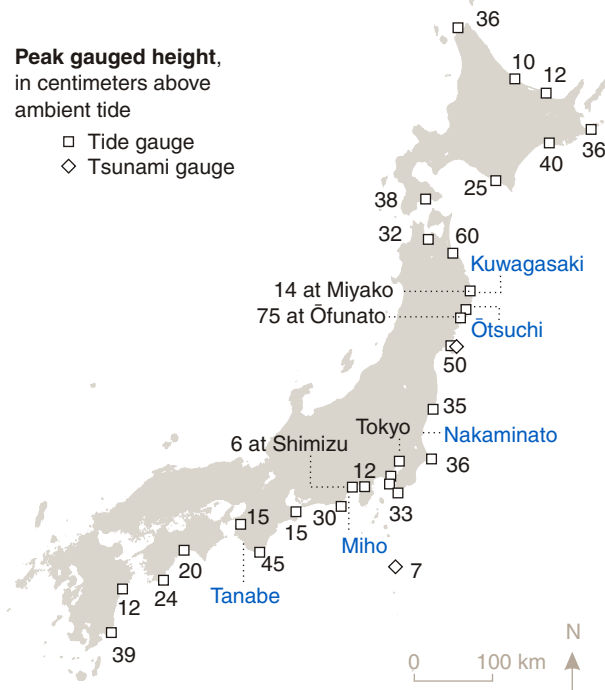 Peak gauged height,
in centimeters above
ambient tide
Tide gauge
Tsunami gauge
36
10
12
36
40
25
38
32
60
Kuwagasaki
14 at Miyako
75 at Ōfunato
Ōtsuchi
50
35
Tokyo
Nakaminato
6 at Shimizu
12
36
33
30
15
15
Miho
45
20
7
24
Tanabe
12
39
N
0 100 km